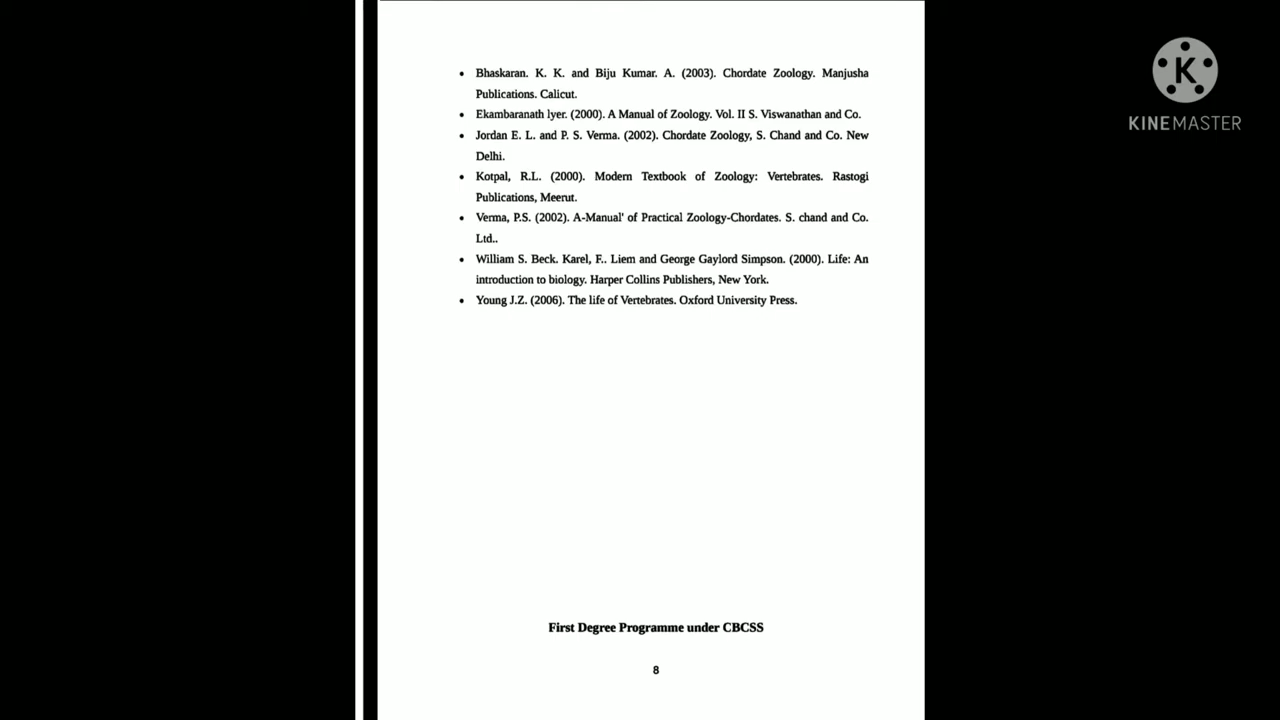 • Bhaskaran. K. K. and Biju Kumar. A. (2003). Chordate Zoology. Manjusha
Publications. Calicut.
• Ekambaranath lyer. (2000). A Manual of Zoology. Vol. II S. Viswanathan and Co.
• Jordan E. L. and P. S. Verma. (2002). Chordate Zoology, S. Chand and Co. New
Delhi.
• Kotpal, R.L. (2000). Modern Textbook of Zoology: Vertebrates. Rastogi
Publications, Meerut.
• Verma, P.S. (2002). A-Manual' of Practical Zoology-Chordates. S. chand and Co.
Ltd..
• William S. Beck. Karel, F.. Liem and George Gaylord Simpson. (2000). Life: An
introduction to biology. Harper Collins Publishers, New York.
• Young J.Z. (2006). The life of Vertebrates. Oxford University Press.
First Degree Programme under CBCSS
8
K
KINEMASTER